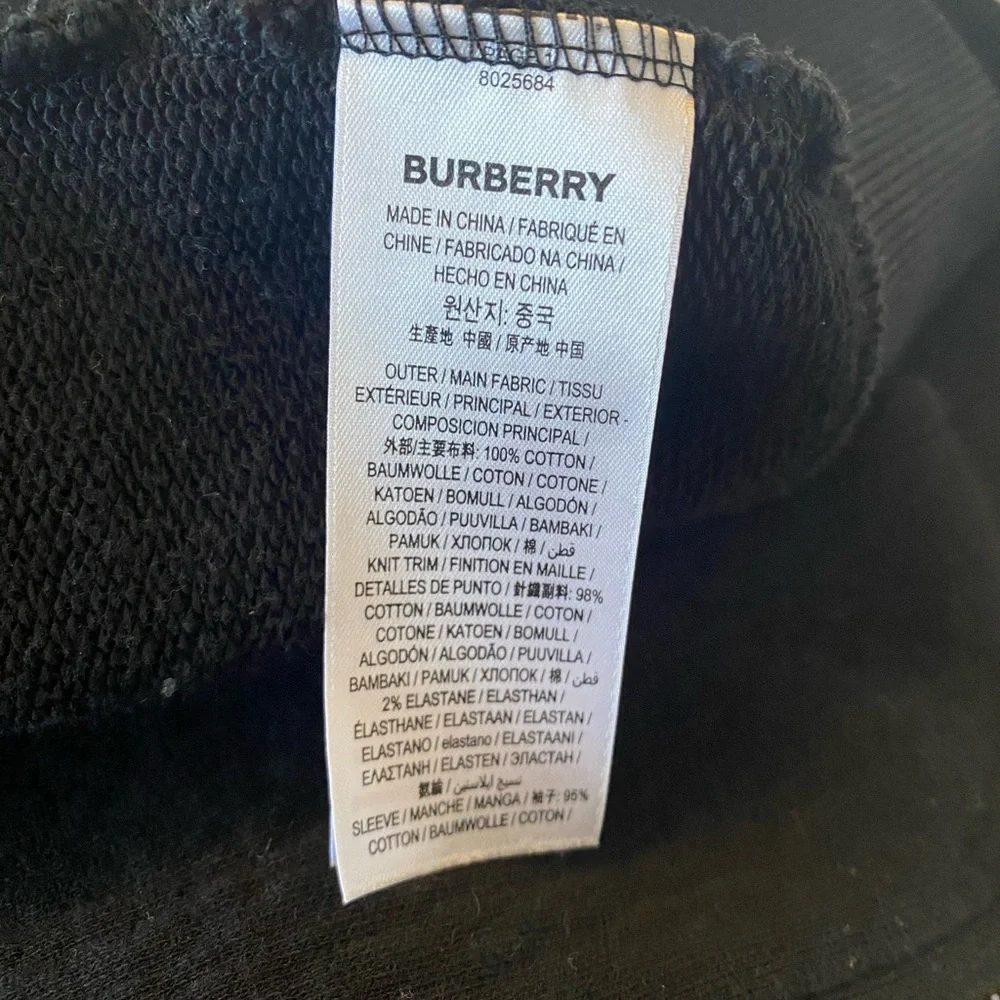 PAGE 1
8025684
BURBERRY
MADE IN CHINA / FABRIQUÉ EN
CHINE / FABRICADO NA CHINA /
HECHO EN CHINA
원산지: 중국
生產地 中國 / 原产地 中国
OUTER / MAIN FABRIC / TISSU
EXTÉRIEUR / PRINCIPAL / EXTERIOR -
COMPOSICION PRINCIPAL /
外部/主要布料: 100% COTTON /
BAUMWOLLE / COTON / COTONE /
KATOEN / BOMULL / ALGODÓN /
ALGODÃO / PUUVILLA / BAMBAKI /
PAMUK / ХЛОПОК / 棉 / قطن
KNIT TRIM / FINITION EN MAILLE /
DETALLES DE PUNTO / 針織副料: 98%
COTTON / BAUMWOLLE / COTON /
COTONE / KATOEN / BOMULL /
ALGODÓN / ALGODÃO / PUUVILLA /
BAMBAKI / PAMUK / ХЛОПОК / 棉 / قطن
2% ELASTANE / ELASTHAN /
ÉLASTHANE / ELASTAAN / ELASTAN /
ELASTANO / elastano / ELASTAANI /
ΕΛΑΣΤΑΝΗ / ELASTEN / ЭЛАСТАН /
氨綸 / نسيج ايلاستين
SLEEVE / MANCHE / MANGA / 袖子: 95%
COTTON / BAUMWOLLE / COTON /